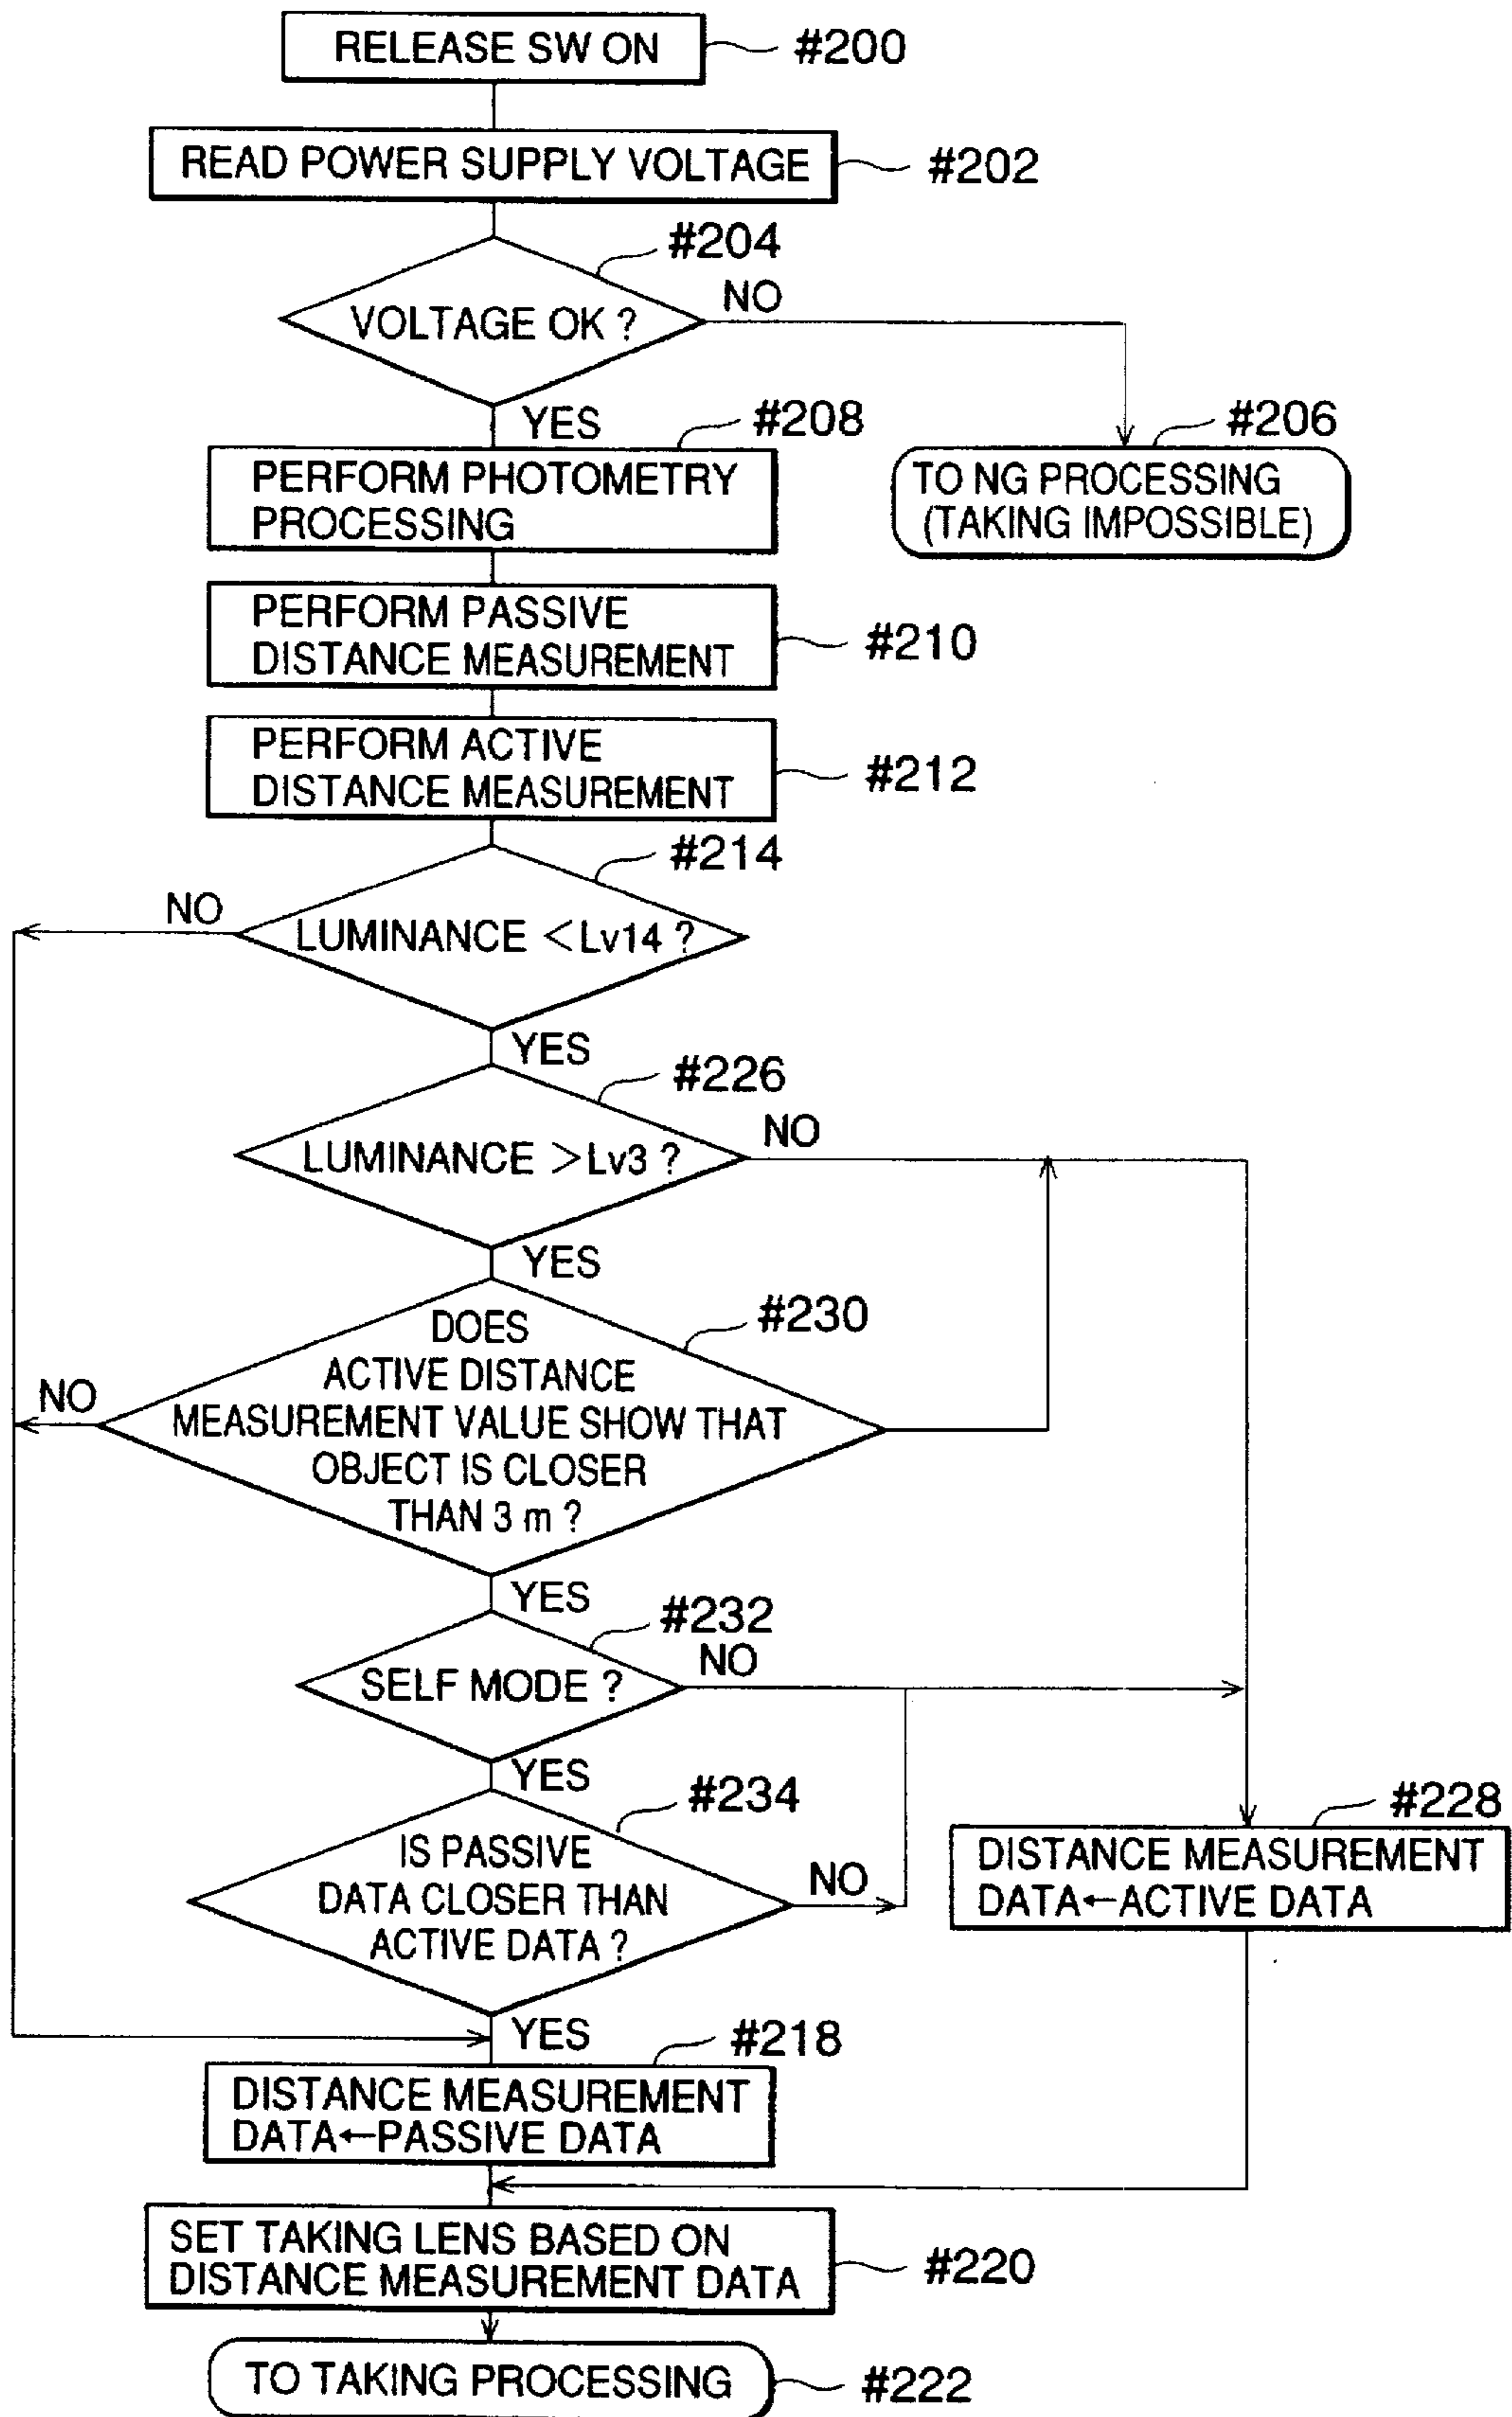 RELEASE SW ON
#200
READ POWER SUPPLY VOLTAGE
#202
#204
VOLTAGE OK ?
NO
YES
#208
PERFORM PHOTOMETRY
PROCESSING
#206
TO NG PROCESSING
(TAKING IMPOSSIBLE)
PERFORM PASSIVE
DISTANCE MEASUREMENT
#210
PERFORM ACTIVE
DISTANCE MEASUREMENT
#212
#214
NO
LUMINANCE <Lv14 ?
YES
#226
LUMINANCE >Lv3 ?
NO
YES
#230
DOES
ACTIVE DISTANCE
MEASUREMENT VALUE SHOW THAT
OBJECT IS CLOSER
THAN 3 m ?
NO
YES
#232
SELF MODE ?
NO
YES
#234
IS PASSIVE
DATA CLOSER THAN
ACTIVE DATA ?
NO
#228
DISTANCE MEASUREMENT
DATA←ACTIVE DATA
YES
#218
DISTANCE MEASUREMENT
DATA←PASSIVE DATA
SET TAKING LENS BASED ON
DISTANCE MEASUREMENT DATA
#220
TO TAKING PROCESSING
#222